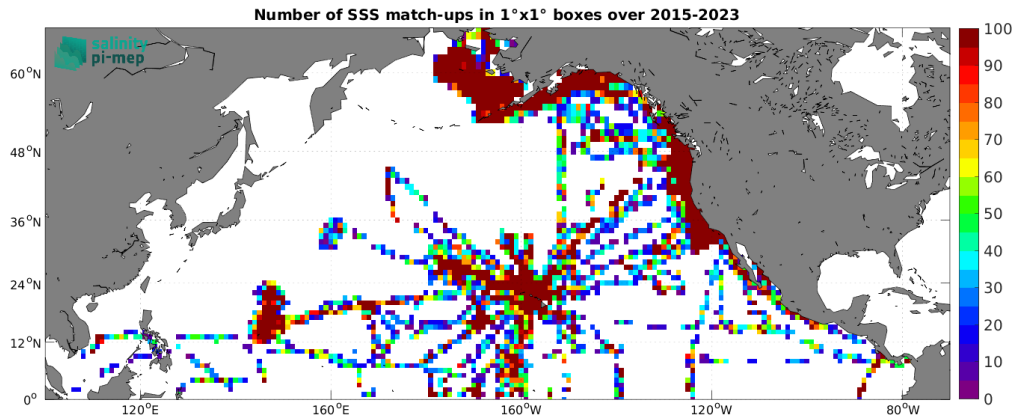 Number of SSS match-ups in 1°x1° boxes over 2015-2023
salinity
pi-mep
60°N
48°N
36°N
24°N
12°N
0°
120°E
160°E
160°W
120°W
80°W
100
90
80
70
60
50
40
30
20
10
0